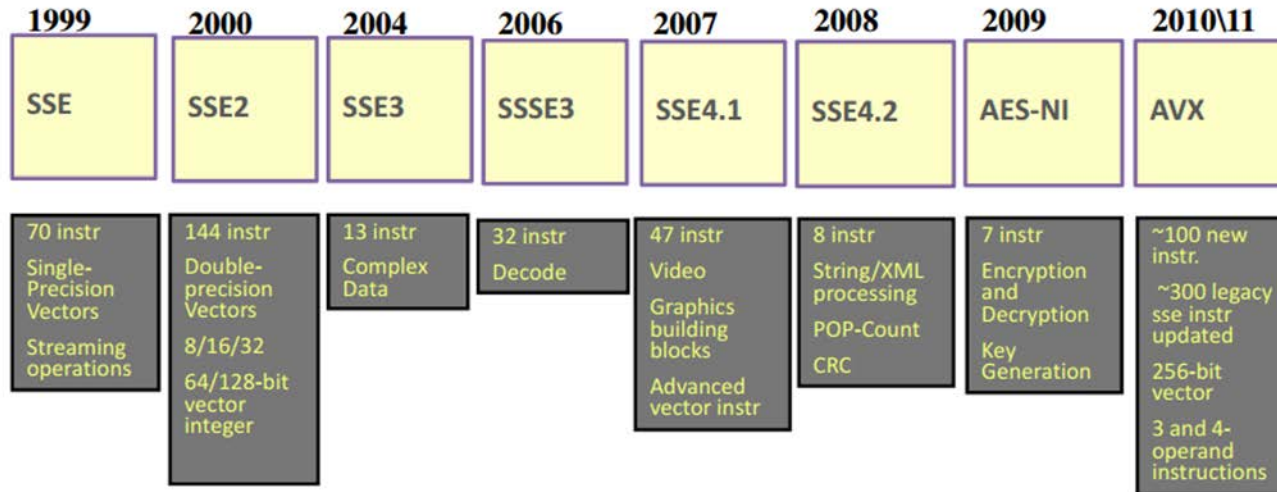 1999
2000
2004
2006
2007
2008
2009
2010\11
SSE
SSE2
SSE3
SSSE3
SSE4.1
SSE4.2
AES-NI
AVX
70 instr
Single-
Precision
Vectors
Streaming
operations
144 instr
Double-
precision
Vectors
8/16/32
64/128-bit
vector
integer
13 instr
Complex
Data
32 instr
Decode
47 instr
Video
Graphics
building
blocks
Advanced
vector instr
8 instr
String/XML
processing
POP-Count
CRC
7 instr
Encryption
and
Decryption
Key
Generation
~100 new
instr.
~300 legacy
sse instr
updated
256-bit
vector
3 and 4-
operand
instructions